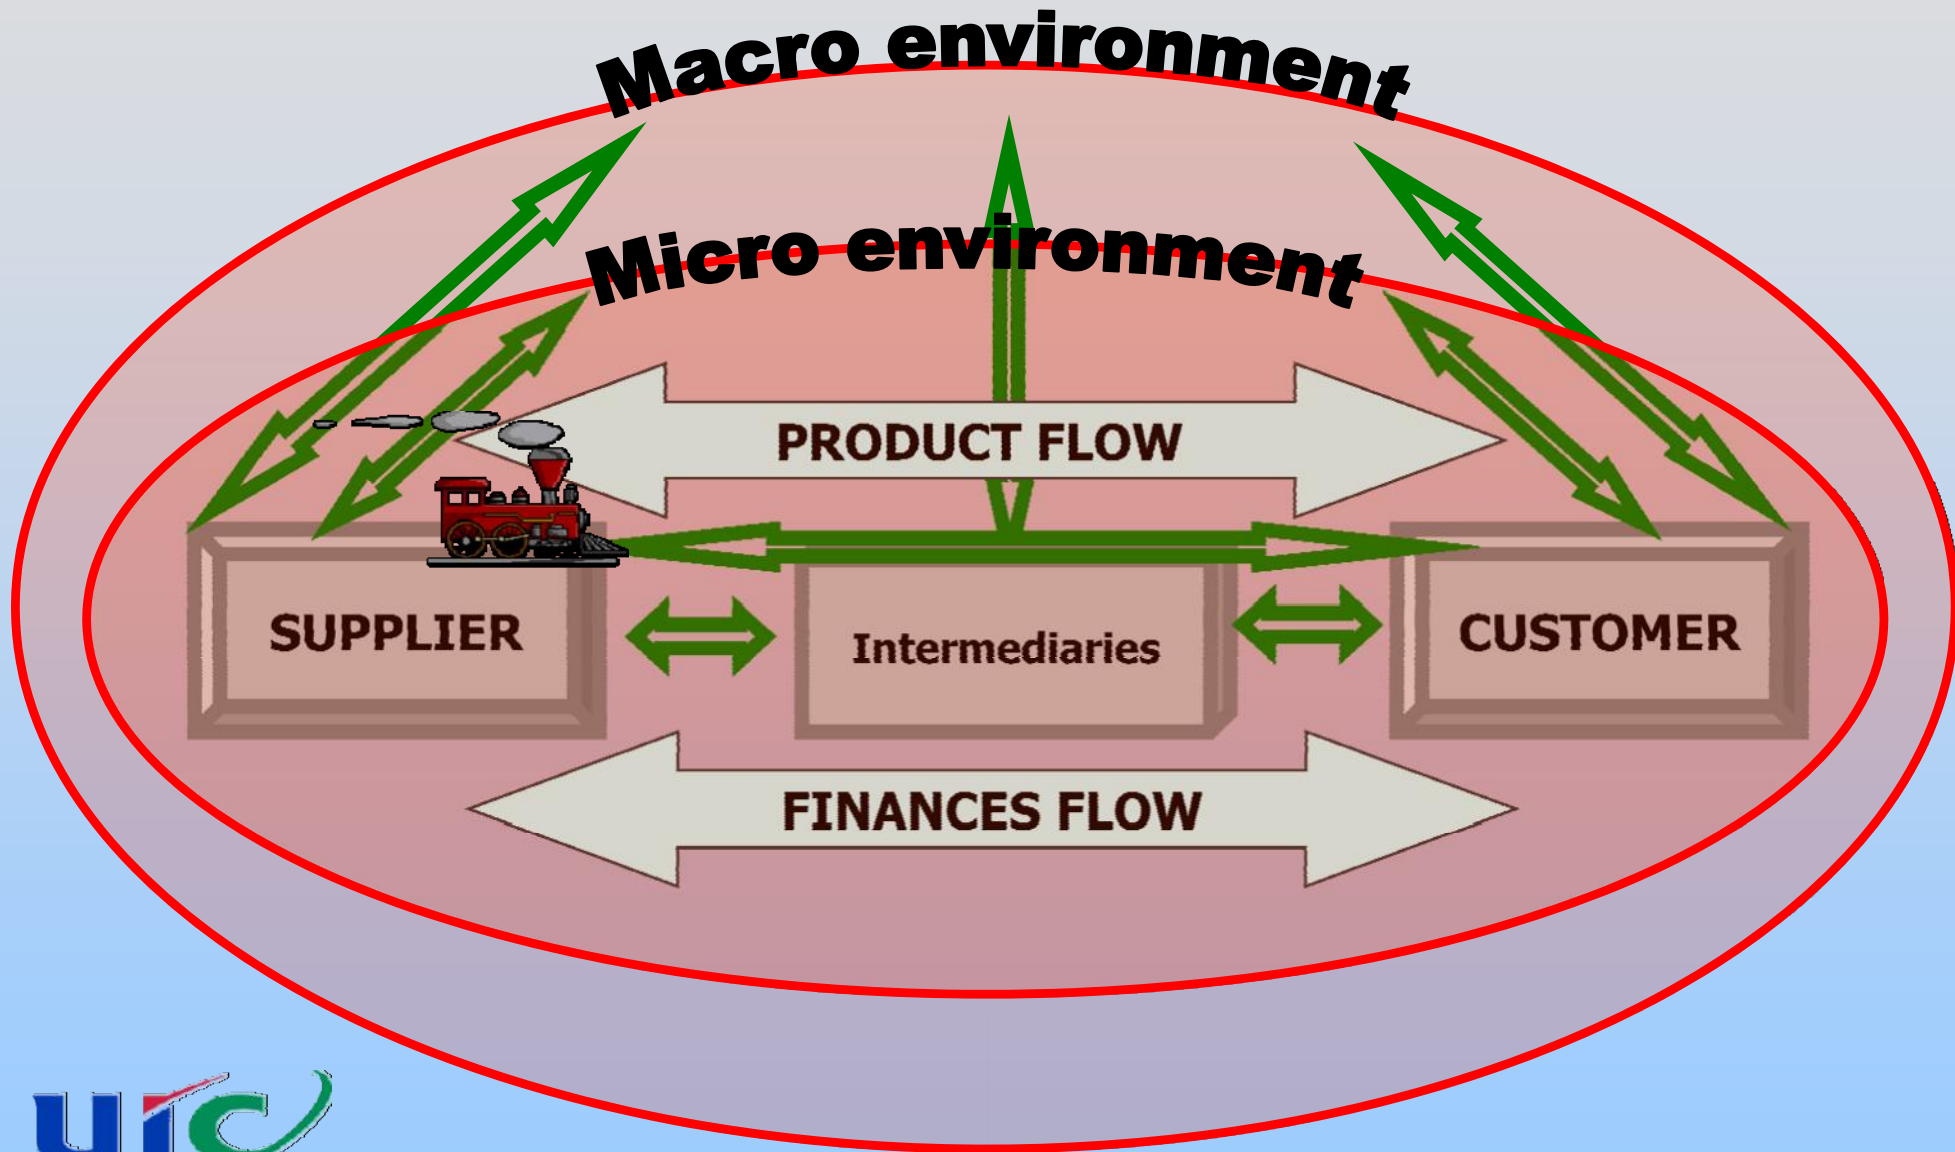 Macro environment
Micro environment
PRODUCT FLOW
SUPPLIER
Intermediaries
CUSTOMER
FINANCES FLOW
uic